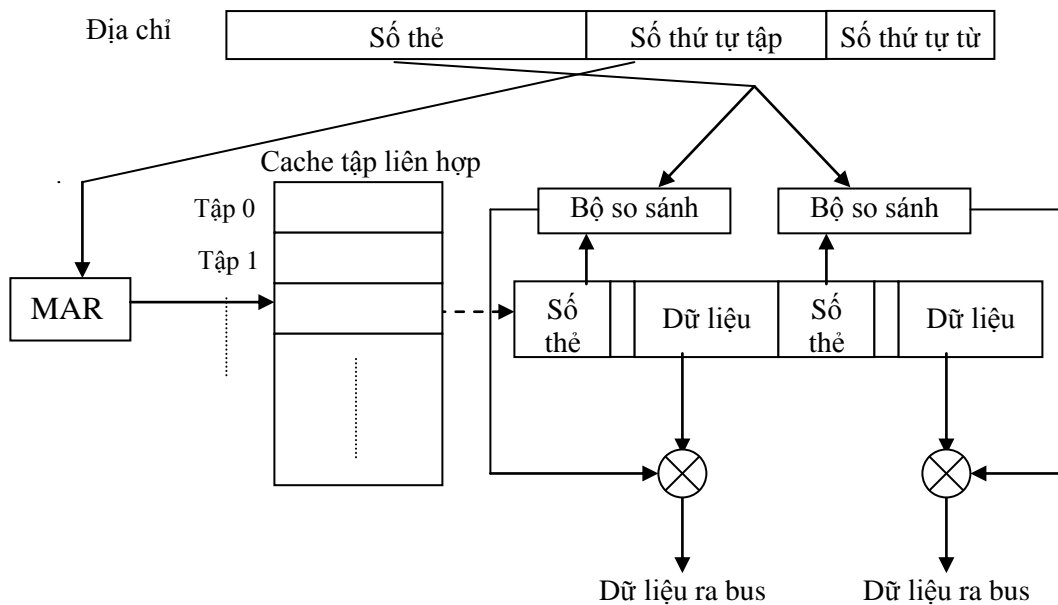 Địa chỉ
Số thẻ
Số thứ tự tập
Số thứ tự từ
Cache tập liên hợp
Tập 0
Tập 1
MAR
Bộ so sánh
Bộ so sánh
Số
thẻ
Dữ liệu
Số
thẻ
Dữ liệu
Dữ liệu ra bus
Dữ liệu ra bus